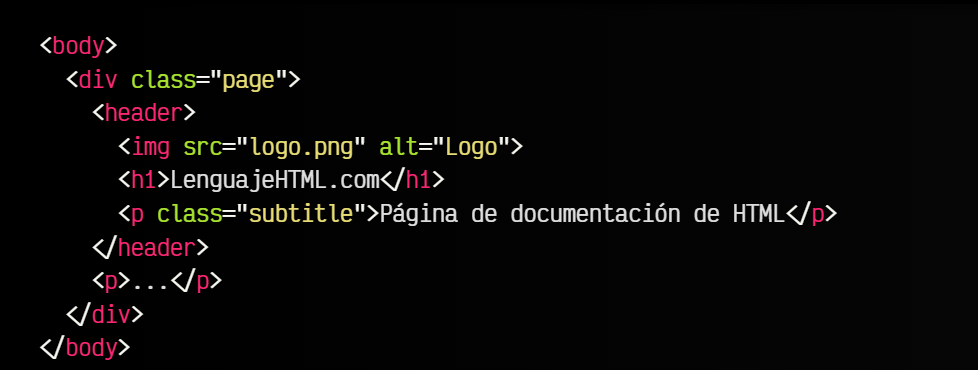 <body>
<div class="page">
<header>
<img src="logo.png" alt="Logo">
<h1>LenguajeHTML.com</h1>
<p class="subtitle">Página de documentación de HTML</p>
</header>
<p>...</p>
</div>
</body>